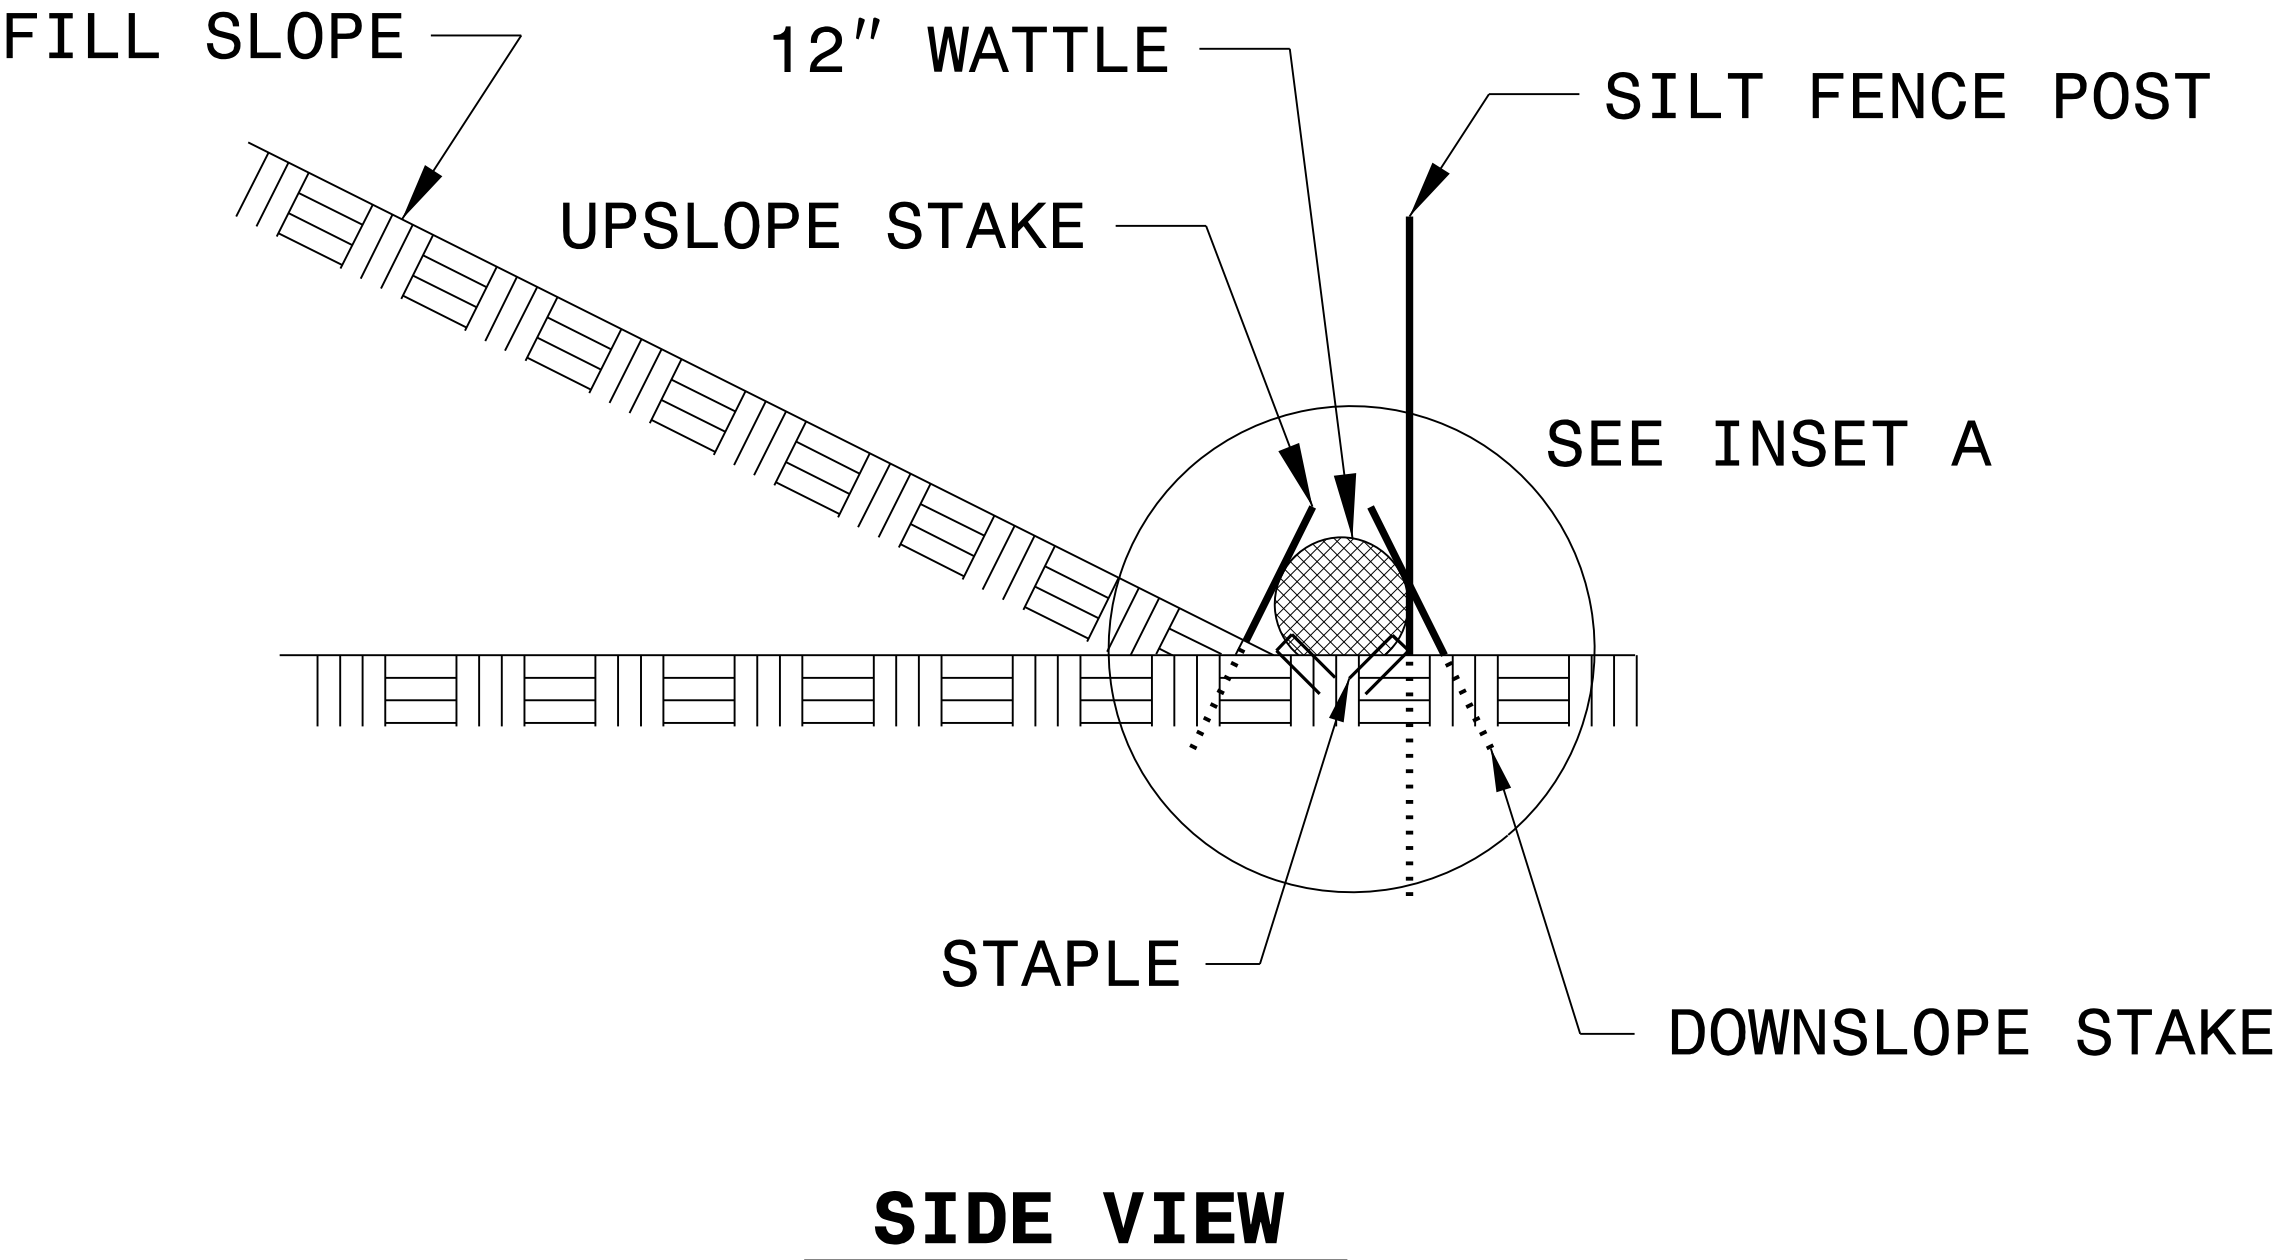 FILL SLOPE
12" WATTLE
SILT FENCE POST
UPSLOPE STAKE
SEE INSET A
STAPLE
DOWNSLOPE STAKE
SIDE VIEW